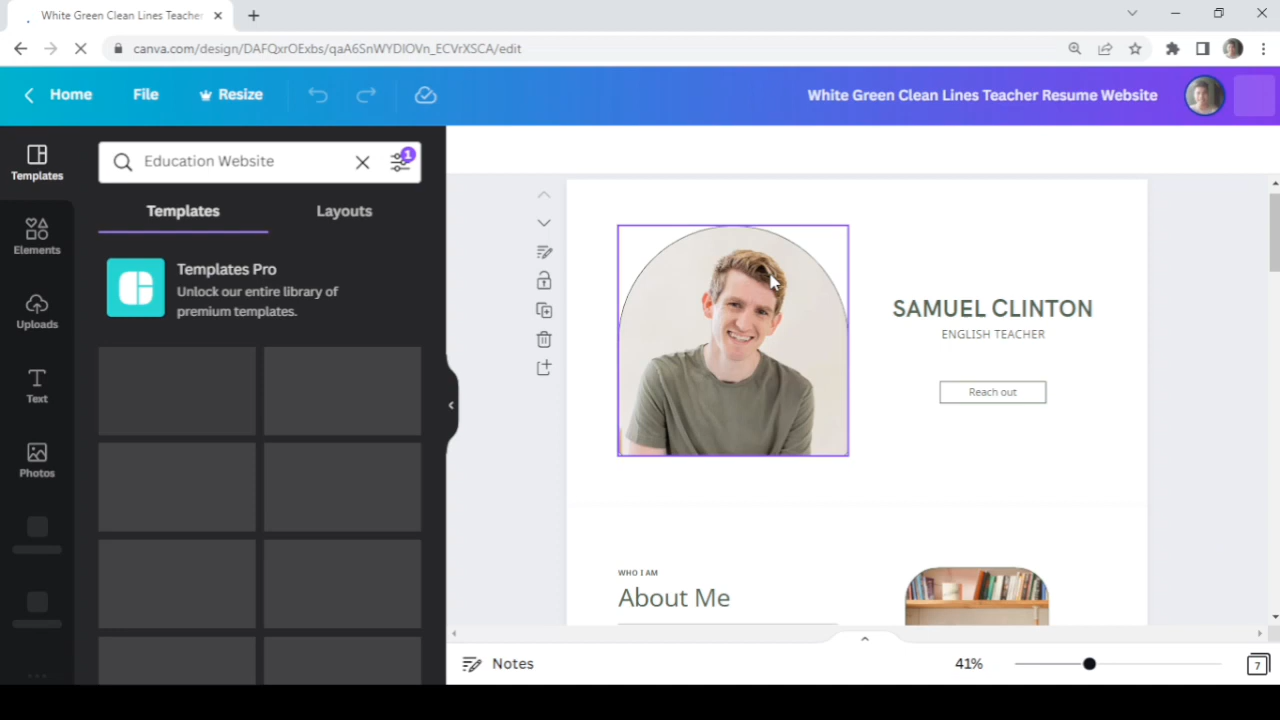 White Green Clean Lines Teacher
canva.com/design/DAFQxrOExbs/qaA6SnWYDIOVn_ECVrXSCA/edit
Home
File
Resize
White Green Clean Lines Teacher Resume Website
Templates
Elements
Uploads
Text
Photos
Education Website
1
Templates
Layouts
Templates Pro
Unlock our entire library of
premium templates.
SAMUEL CLINTON
ENGLISH TEACHER
Reach out
WHO I AM
About Me
Notes
41%
7